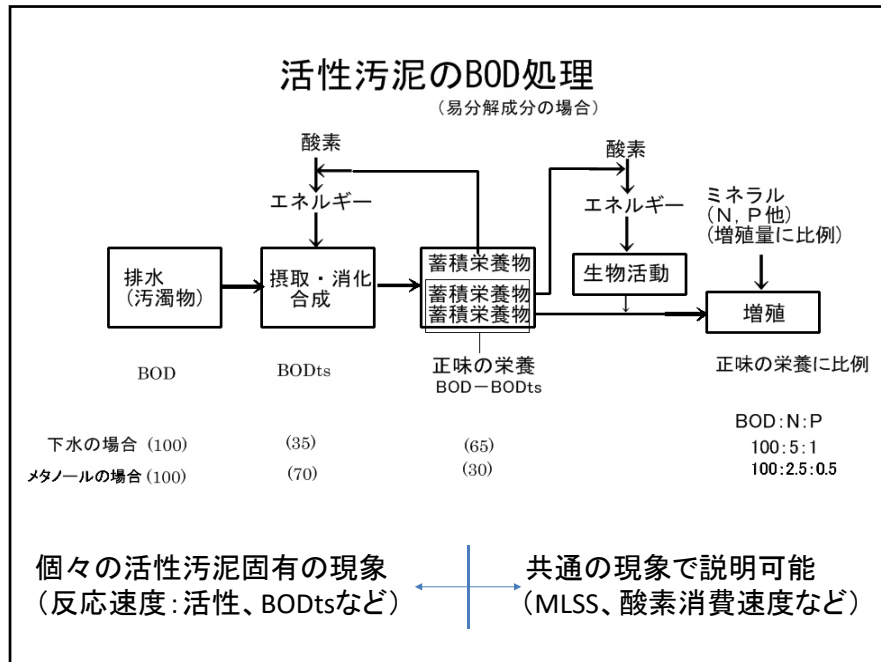 活性汚泥のBOD処理
(易分解成分の場合)
酸素
酸素
エネルギー
エネルギー
ミネラル
(N, P他)
(増殖量に比例)
排水
(汚濁物)
摂取・消化
合成
蓄積栄養物
蓄積栄養物
蓄積栄養物
生物活動
増殖
BOD
BODts
正味の栄養
BOD-BODts
正味の栄養に比例
BOD:N:P
下水の場合 (100) (35) (65) 100:5:1
メタノールの場合 (100) (70) (30) 100:2.5:0.5
個々の活性汚泥固有の現象
(反応速度:活性、BODtsなど)
共通の現象で説明可能
(MLSS、酸素消費速度など)